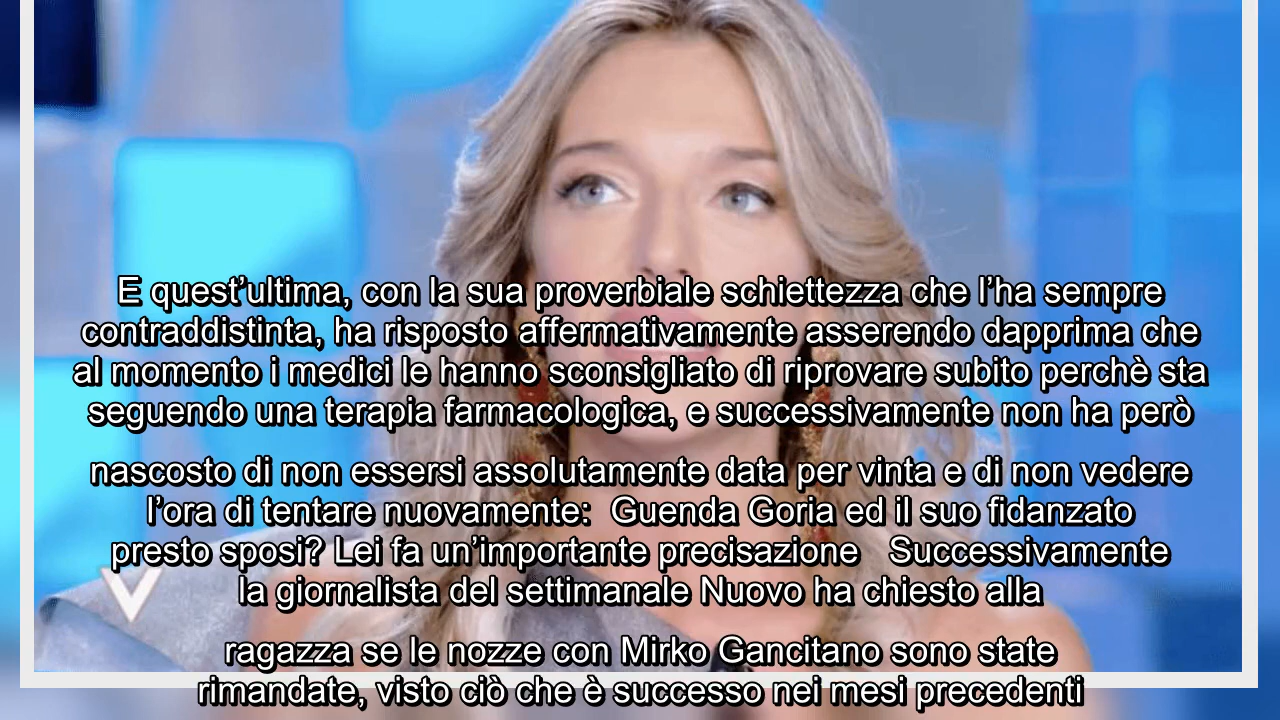 E quest’ultima, con la sua proverbiale schiettezza che l’ha sempre
contraddistinta, ha risposto affermativamente asserendo dapprima che
al momento i medici le hanno sconsigliato di riprovare subito perchè sta
seguendo una terapia farmacologica, e successivamente non ha però
nascosto di non essersi assolutamente data per vinta e di non vedere
l’ora di tentare nuovamente:  Guenda Goria ed il suo fidanzato
presto sposi? Lei fa un’importante precisazione   Successivamente
la giornalista del settimanale Nuovo ha chiesto alla
ragazza se le nozze con Mirko Gancitano sono state
rimandate, visto ciò che è successo nei mesi precedenti
V